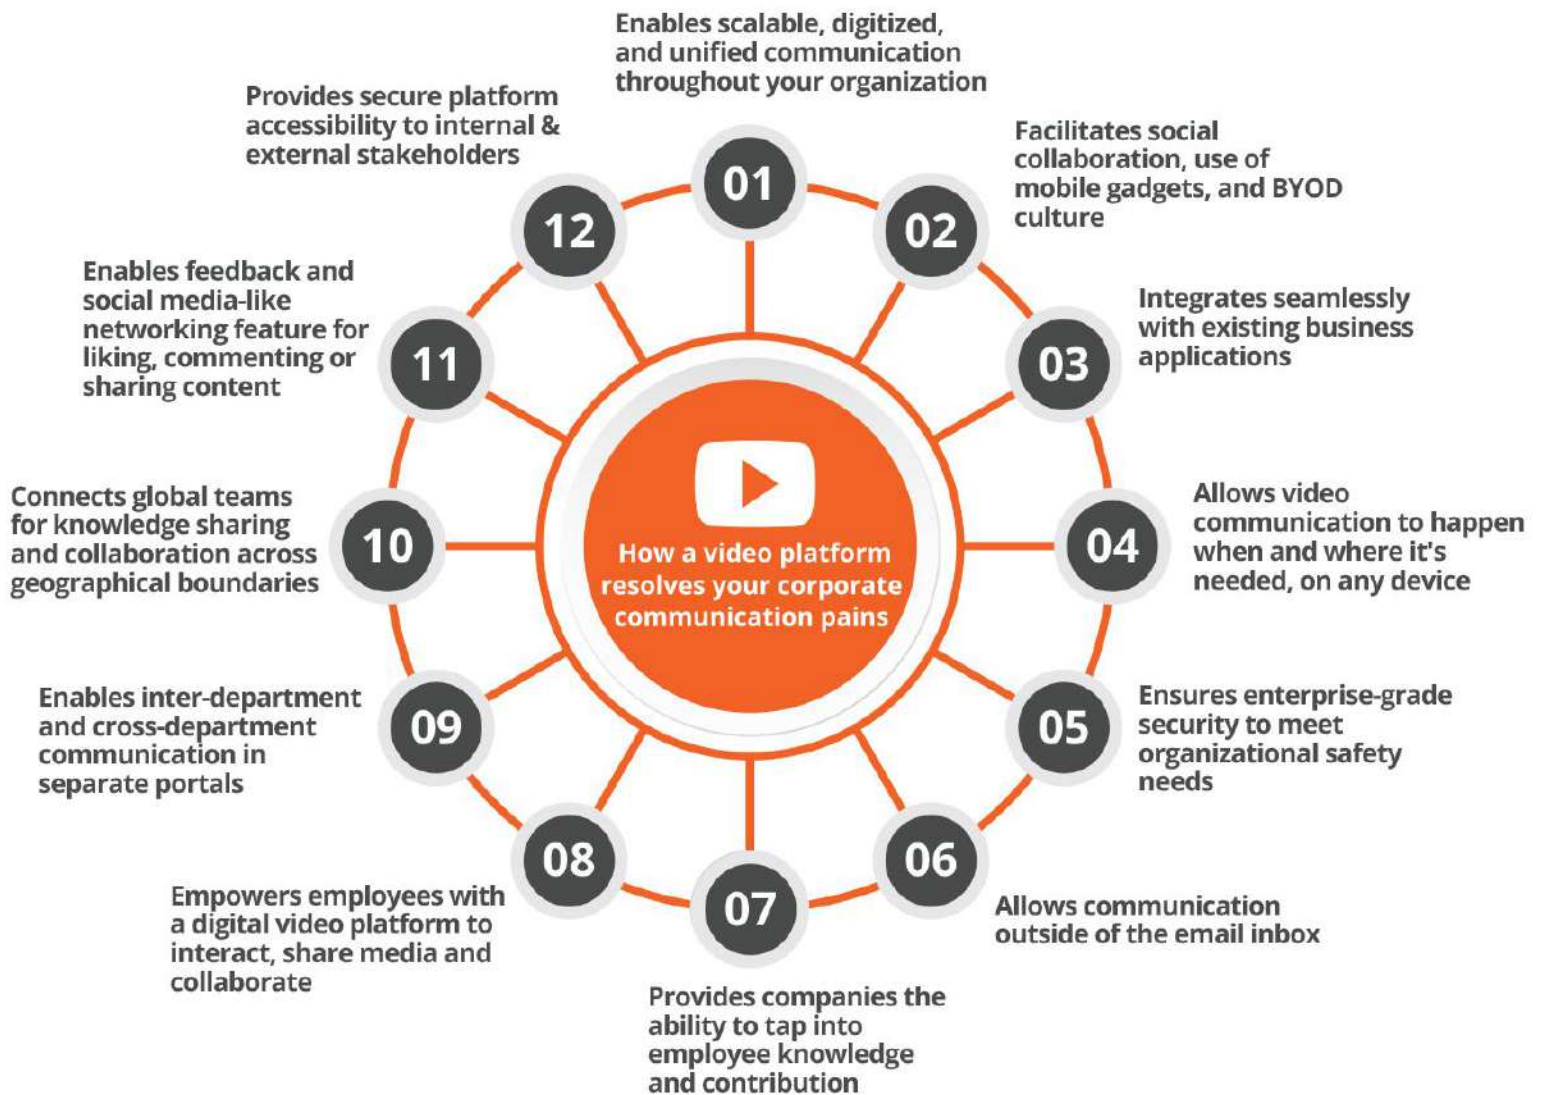 Enables scalable, digitized,
and unified communication
throughout your organization
01
Facilitates social
collaboration, use of
mobile gadgets, and BYOD
culture
02
Integrates seamlessly
with existing business
applications
03
Allows video
communication to happen
when and where it's
needed, on any device
04
Ensures enterprise-grade
security to meet
organizational safety
needs
05
Allows communication
outside of the email inbox
06
Provides companies the
ability to tap into
employee knowledge
and contribution
07
Empowers employees with
a digital video platform to
interact, share media and
collaborate
08
Enables inter-department
and cross-department
communication in
separate portals
09
Connects global teams
for knowledge sharing
and collaboration across
geographical boundaries
10
Enables feedback and
social media-like
networking feature for
liking, commenting or
sharing content
11
Provides secure platform
accessibility to internal &
external stakeholders
12
How a video platform
resolves your corporate
communication pains